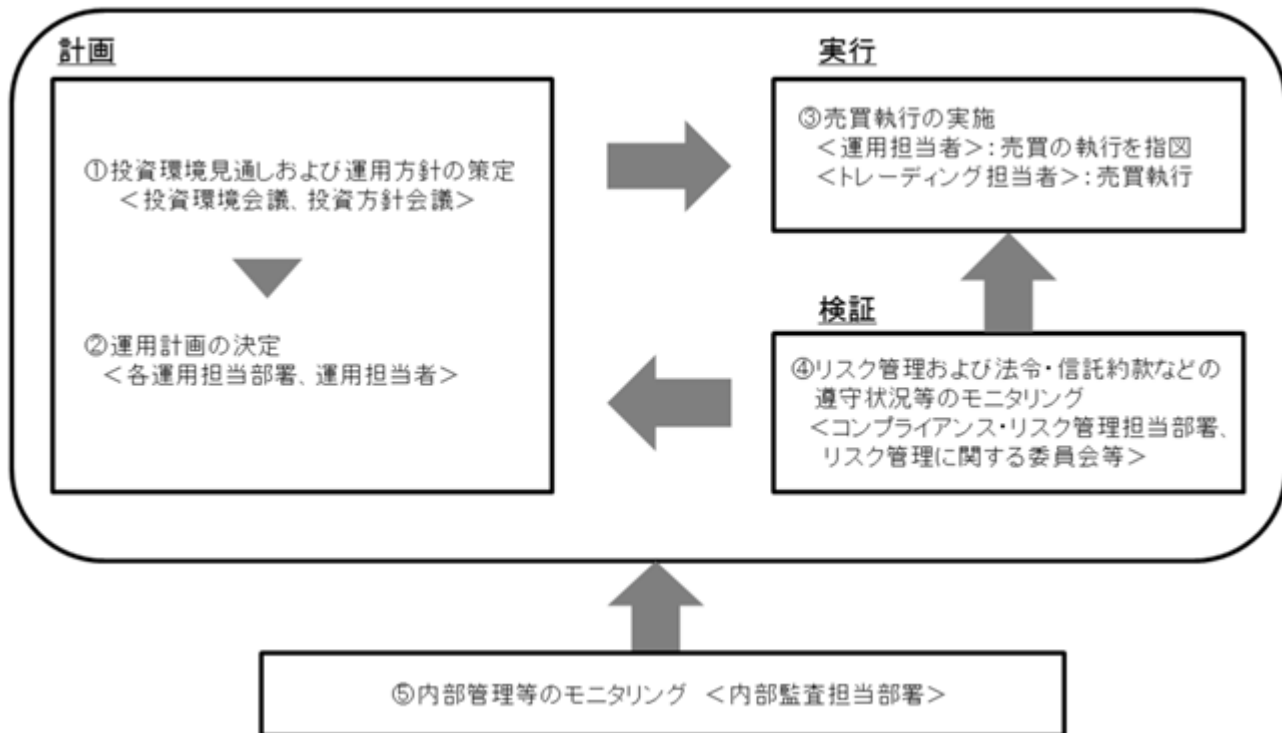 計画
①投資環境見通しおよび運用方針の策定
＜投資環境会議、投資方針会議＞
②運用計画の決定
＜各運用担当部署、運用担当者＞
実行
③売買執行の実施
＜運用担当者＞：売買の執行を指図
＜トレーディング担当者＞：売買執行
検証
④リスク管理および法令・信託約款などの
遵守状況等のモニタリング
＜コンプライアンス・リスク管理担当部署、
リスク管理に関する委員会等＞
⑤内部管理等のモニタリング ＜内部監査担当部署＞